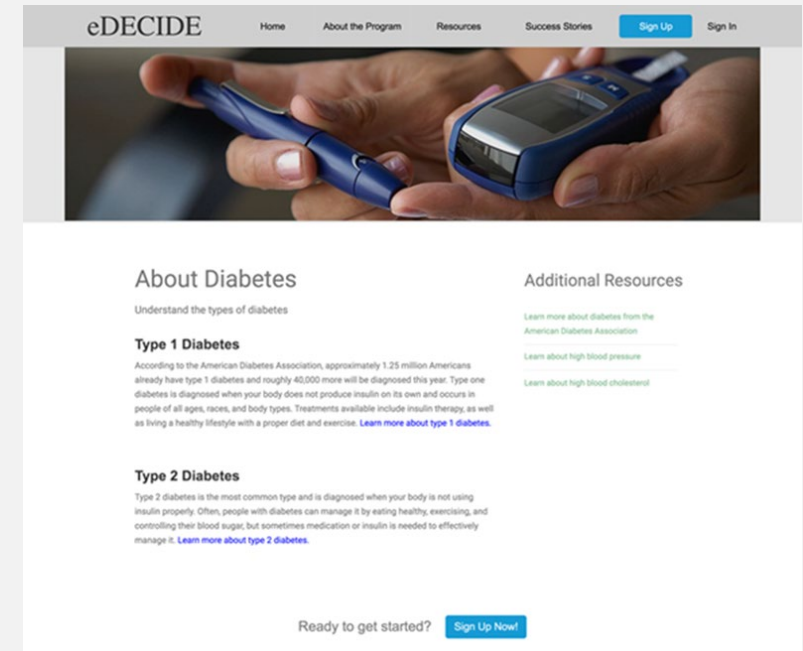 eDECIDE
Home
About the Program
Resources
Success Stories
Sign Up
Sign In
About Diabetes
Understand the types of diabetes
Type 1 Diabetes
According to the American Diabetes Association, approximately 1.25 million Americans
already have type 1 diabetes and roughly 40,000 more will be diagnosed this year. Type one
diabetes is diagnosed when your body does not produce insulin on its own and occurs in
people of all ages, races, and body types. Treatments available include insulin therapy, as well
as living a healthy lifestyle with a proper diet and exercise. Learn more about type 1 diabetes.
Type 2 Diabetes
Type 2 diabetes is the most common type and is diagnosed when your body is not using
insulin properly. Often, people with diabetes can manage it by eating healthy, exercising, and
controlling their blood sugar, but sometimes medication or insulin is needed to effectively
manage it. Learn more about type 2 diabetes.
Additional Resources
Learn more about diabetes from the
American Diabetes Association
Learn about high blood pressure
Learn about high blood cholesterol
Ready to get started?
Sign Up Now!